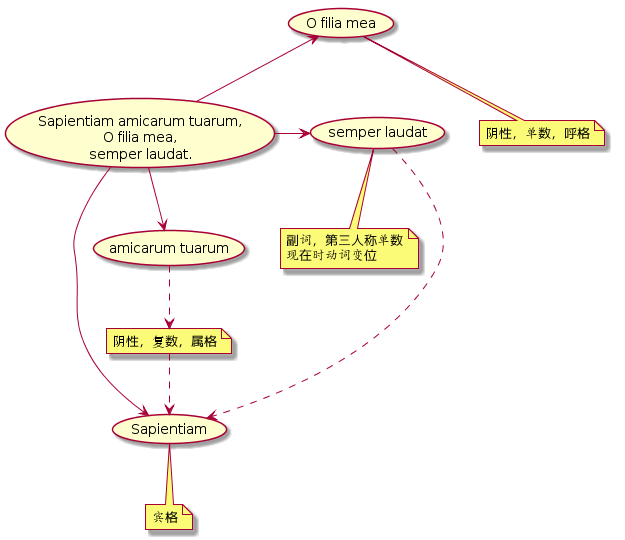 O filia mea
Sapientiam amicarum tuarum,
O filia mea,
semper laudat.
semper laudat
阴性，单数，呼格
副词，第三人称单数
现在时动词变位
amicarum tuarum
阴性，复数，属格
Sapientiam
宾格